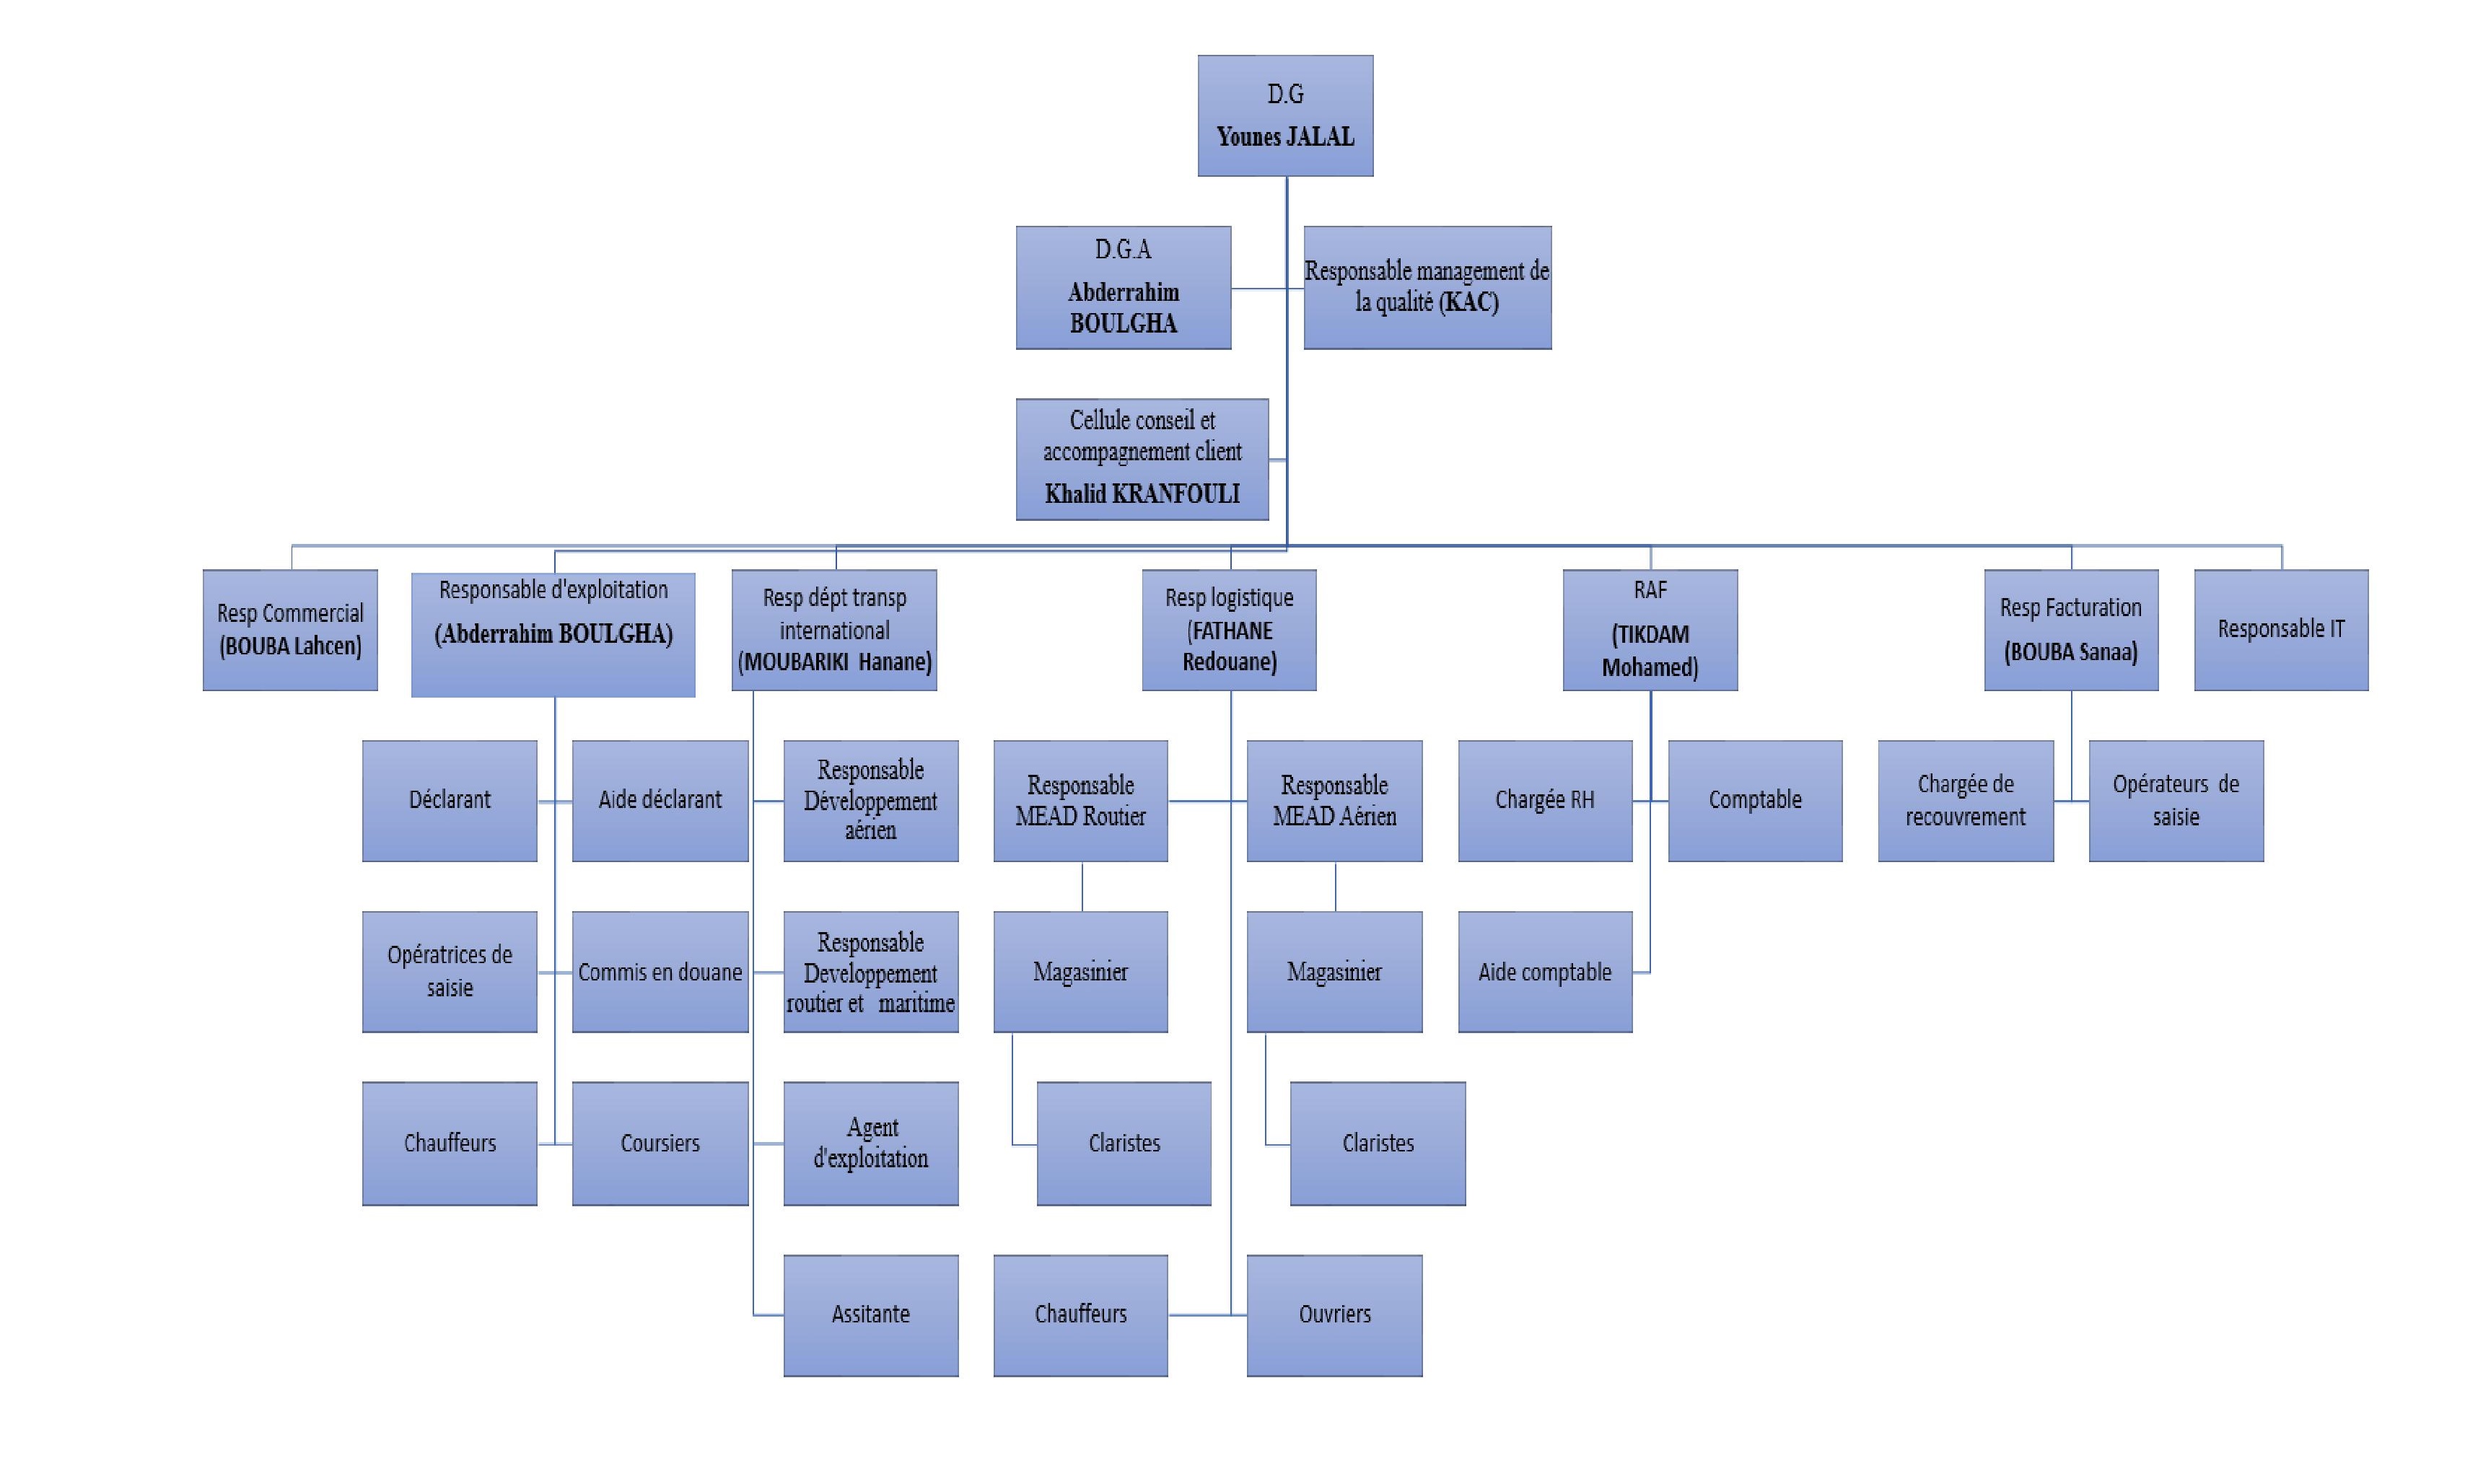 D.G
Younes JALAL
D.G.A
Abderrahim
BOULGHA
Responsable management de
la qualité (KAC)
Cellule conseil et
accompagnement client
Khalid KRANFOULI
Resp Commercial
(BOUBA Lahcen)
Responsable d'exploitation
(Abderrahim BOULGHA)
Resp dépt transp
international
(MOUBARIKI Hanane)
Resp logistique
(FATHANE
Redouane)
RAF
(TIKDAM
Mohamed)
Resp Facturation
(BOUBA Sanaa)
Responsable IT
Déclarant
Aide déclarant
Responsable
Développement
aérien
Responsable
MEAD Routier
Responsable
MEAD Aérien
Chargée RH
Comptable
Chargée de
recouvrement
Opérateurs de
saisie
Opératrices de
saisie
Commis en douane
Responsable
Developpement
routier et maritime
Magasinier
Magasinier
Aide comptable
Chauffeurs
Coursiers
Agent
d'exploitation
Claristes
Claristes
Assitante
Chauffeurs
Ouvriers